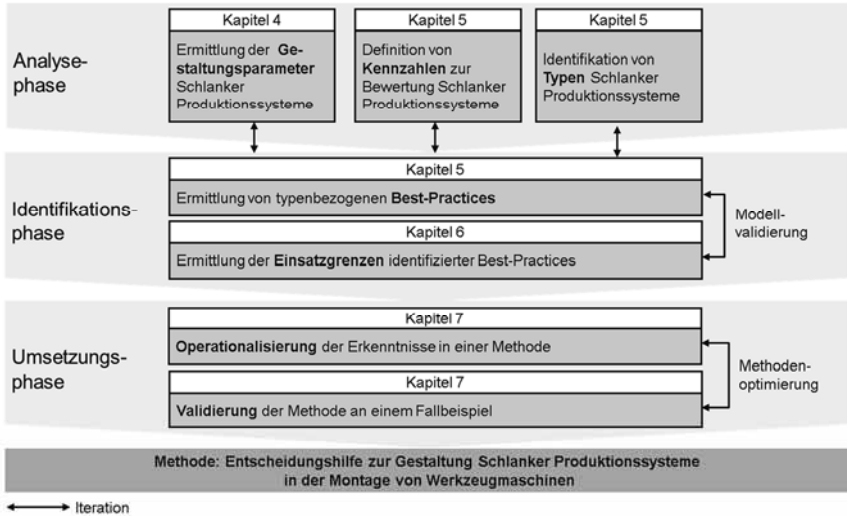 Analyse-
phase
Kapitel 4
Ermittlung der Ge-
staltungsparameter
Schlanker
Produktionssysteme
Kapitel 5
Definition von
Kennzahlen zur
Bewertung Schlanker
Produktionssysteme
Kapitel 5
Identifikation von
Typen Schlanker
Produktionssysteme
Identifikations-
phase
Kapitel 5
Ermittlung von typenbezogenen Best-Practices
Kapitel 6
Ermittlung der Einsatzgrenzen identifizierter Best-Practices
Modell-
validierung
Umsetzungs-
phase
Kapitel 7
Operationalisierung der Erkenntnisse in einer Methode
Kapitel 7
Validierung der Methode an einem Fallbeispiel
Methoden-
optimierung
Methode: Entscheidungshilfe zur Gestaltung Schlanker Produktionssysteme
in der Montage von Werkzeugmaschinen
Iteration